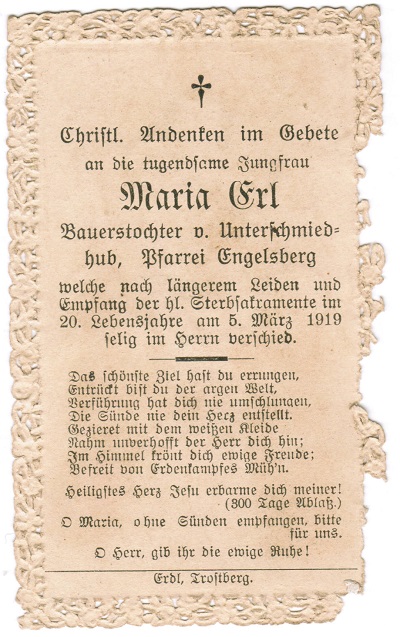 Christl. Andenken im Gebete
an die tugendsame Jungfrau
Maria Erl
Bauerstochter v. Unterschmied-
hub, Pfarrei Engelsberg
welche nach längerem Leiden und
Empfang der hl. Sterbsakramente im
20. Lebensjahre am 5. März 1919
selig im Herrn verschied.
Das schönste Ziel hast du errungen,
Entrückt bist du der argen Welt,
Verführung hat dich nie umschlungen,
Die Sünde nie dein Herz entstellt.
Gezieret mit dem weißen Kleide
Nahm unverhofft der Herr dich hin;
Im Himmel krönt dich ewige Freude;
Befreit von Erdenkampfes Müh'n.
Heiligstes Herz Jesu erbarme dich meiner!
(300 Tage Ablaß.)
O Maria, ohne Sünden empfangen, bitte
für uns.
O Herr, gib ihr die ewige Ruhe!
Erdl, Trostberg.